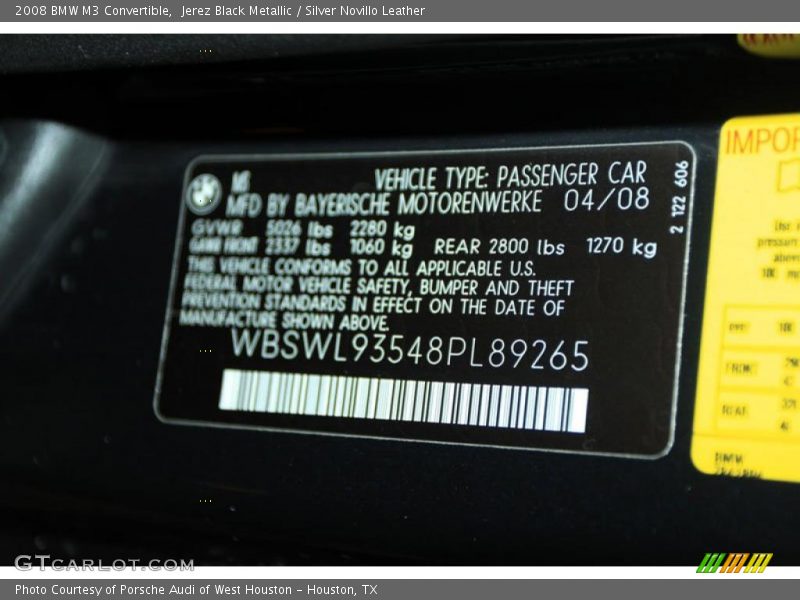 2008 BMW M3 Convertible, Jerez Black Metallic / Silver Novillo Leather
M3
VEHICLE TYPE: PASSENGER CAR
MFD BY BAYERISCHE MOTORENWERKE 04/08
GVWR 5026 lbs 2280 kg
GAWR FRONT 2337 lbs 1060 kg REAR 2800 lbs 1270 kg
THIS VEHICLE CONFORMS TO ALL APPLICABLE U.S.
FEDERAL MOTOR VEHICLE SAFETY, BUMPER AND THEFT
PREVENTION STANDARDS IN EFFECT ON THE DATE OF
MANUFACTURE SHOWN ABOVE.
WBSWL93548PL89265
2 122 606
IMPOR
FRONT
REAR
BMW
GTCARLOT.COM
Photo Courtesy of Porsche Audi of West Houston - Houston, TX